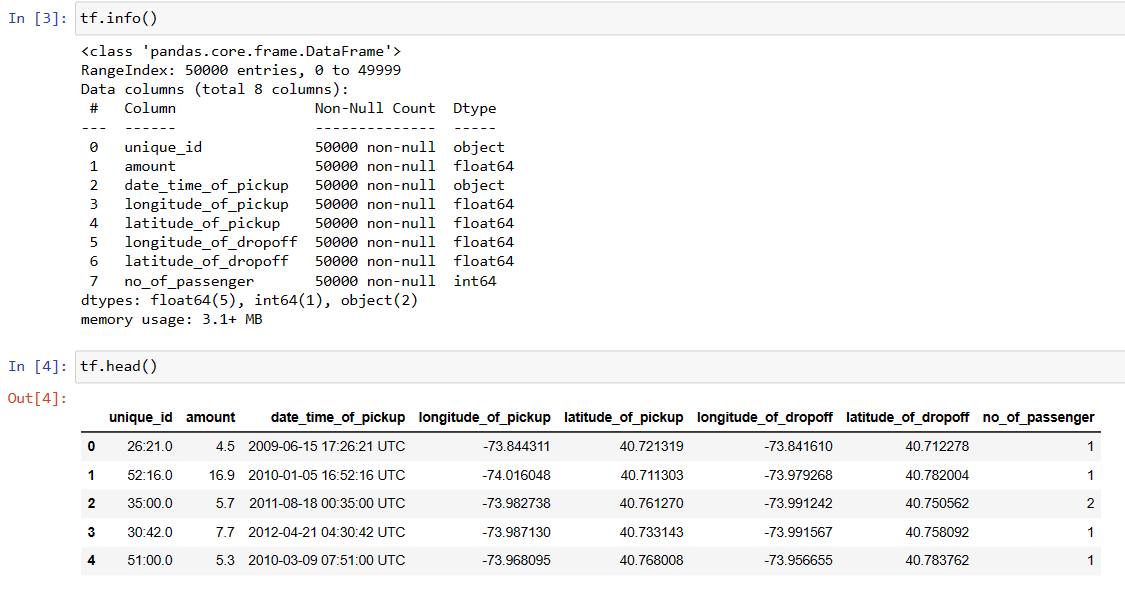 In [3]: tf.info()
<class 'pandas.core.frame.DataFrame'>
RangeIndex: 50000 entries, 0 to 49999
Data columns (total 8 columns):
# Column Non-Null Count Dtype
--- ------ -------------- -----
0 unique_id 50000 non-null object
1 amount 50000 non-null float64
2 date_time_of_pickup 50000 non-null object
3 longitude_of_pickup 50000 non-null float64
4 latitude_of_pickup 50000 non-null float64
5 longitude_of_dropoff 50000 non-null float64
6 latitude_of_dropoff 50000 non-null float64
7 no_of_passenger 50000 non-null int64
dtypes: float64(5), int64(1), object(2)
memory usage: 3.1+ MB
In [4]: tf.head()
Out[4]:
unique_id amount date_time_of_pickup longitude_of_pickup latitude_of_pickup longitude_of_dropoff latitude_of_dropoff no_of_passenger
0 26:21.0 4.5 2009-06-15 17:26:21 UTC -73.844311 40.721319 -73.841610 40.712278 1
1 52:16.0 16.9 2010-01-05 16:52:16 UTC -74.016048 40.711303 -73.979268 40.782004 1
2 35:00.0 5.7 2011-08-18 00:35:00 UTC -73.982738 40.761270 -73.991242 40.750562 2
3 30:42.0 7.7 2012-04-21 04:30:42 UTC -73.987130 40.733143 -73.991567 40.758092 1
4 51:00.0 5.3 2010-03-09 07:51:00 UTC -73.968095 40.768008 -73.956655 40.783762 1